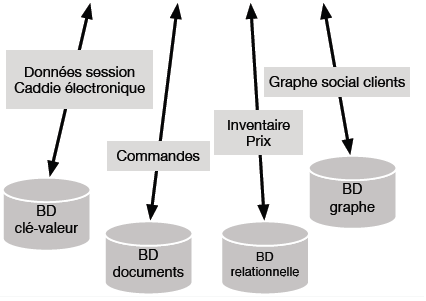 Données session
Caddie électronique
Graphe social clients
Inventaire
Prix
Commandes
BD
clé-valeur
BD
documents
BD
relationnelle
BD
graphe